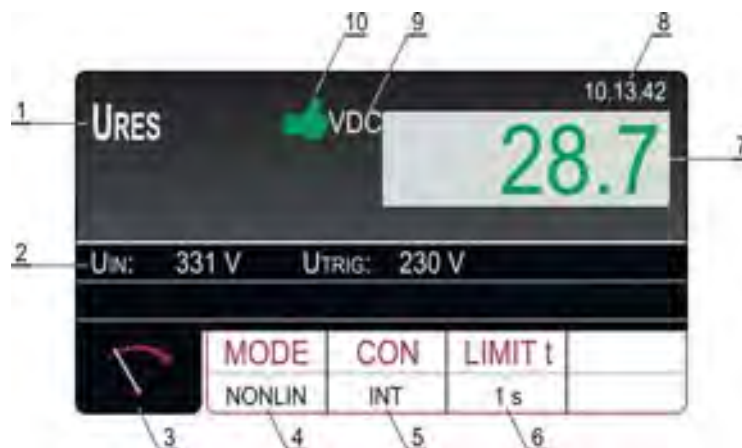 10 9 8
10.13.42
1 URES VDC 28.7 7
2 UIN: 331 V UTRIG: 230 V
MODE CON LIMIT t
NONLIN INT 1 s
3 4 5 6